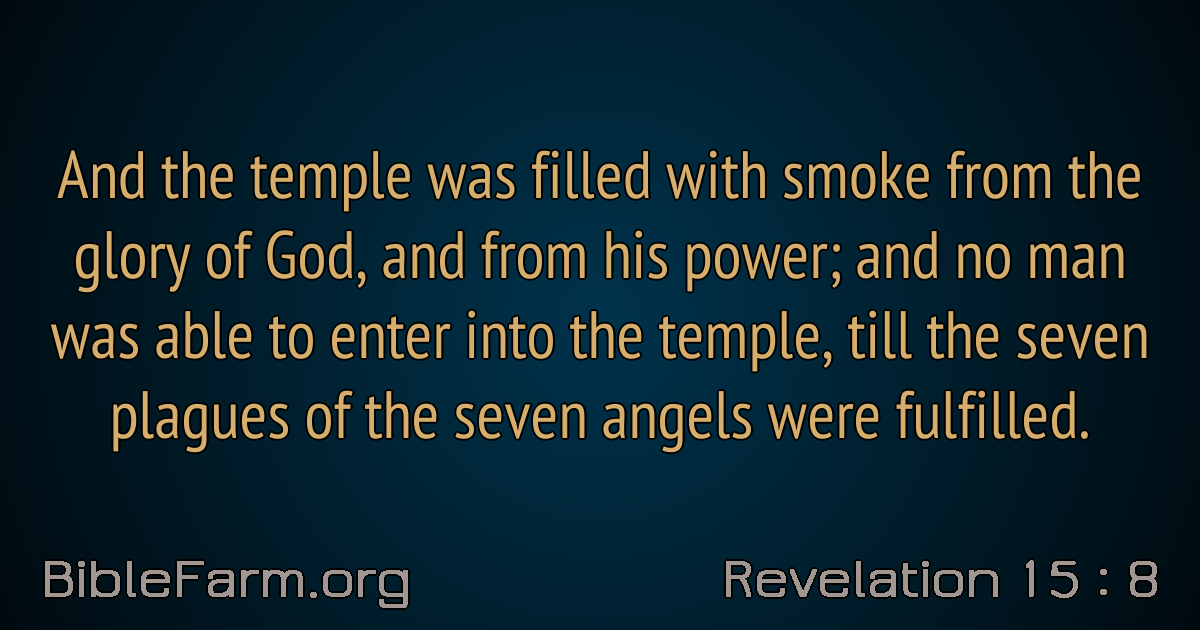 And the temple was filled with smoke from the
glory of God, and from his power; and no man
was able to enter into the temple, till the seven
plagues of the seven angels were fulfilled.
BibleFarm.org
Revelation 15 : 8